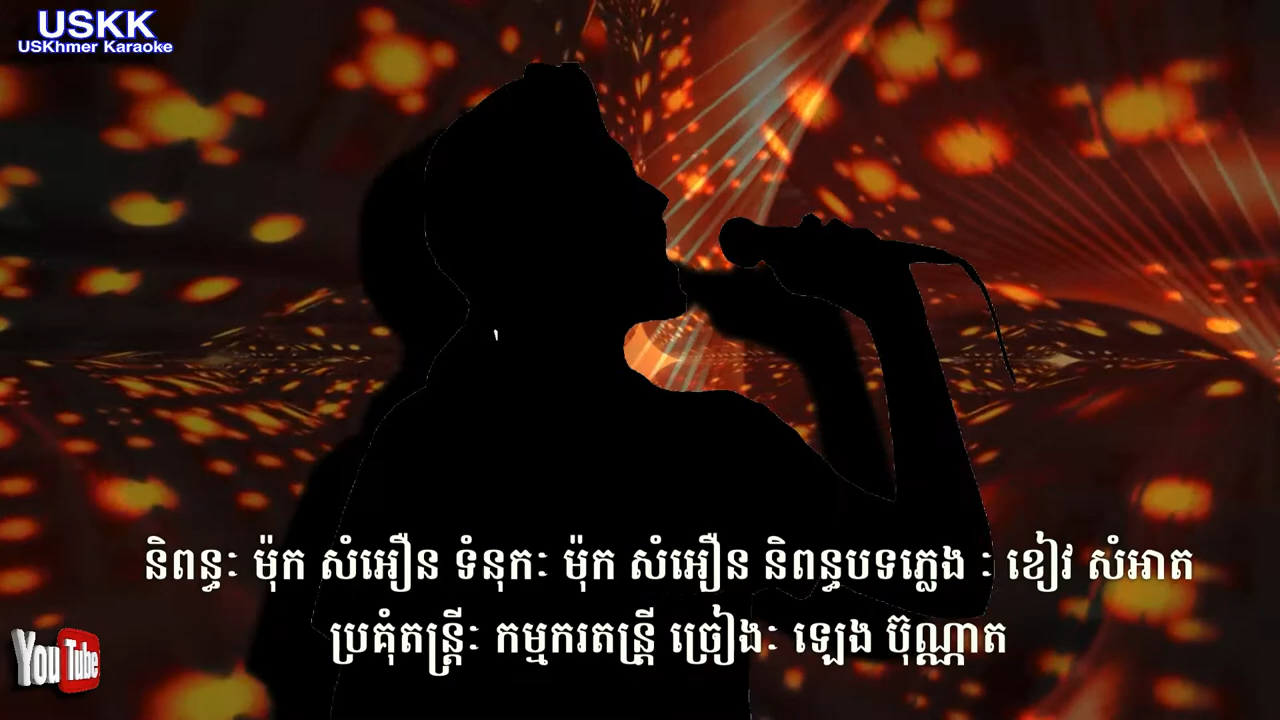 USKK
USKhmer Karaoke
និពន្ធៈ ម៉ុក សំអឿន ទំនុកៈ ម៉ុក សំអឿន និពន្ធបទភ្លេង ៈ ខៀវ សំអាត
ប្រគុំតន្ត្រីៈ កម្មករតន្ត្រី ច្រៀងៈ ឡេង ប៊ុណ្ណាត
You Tube